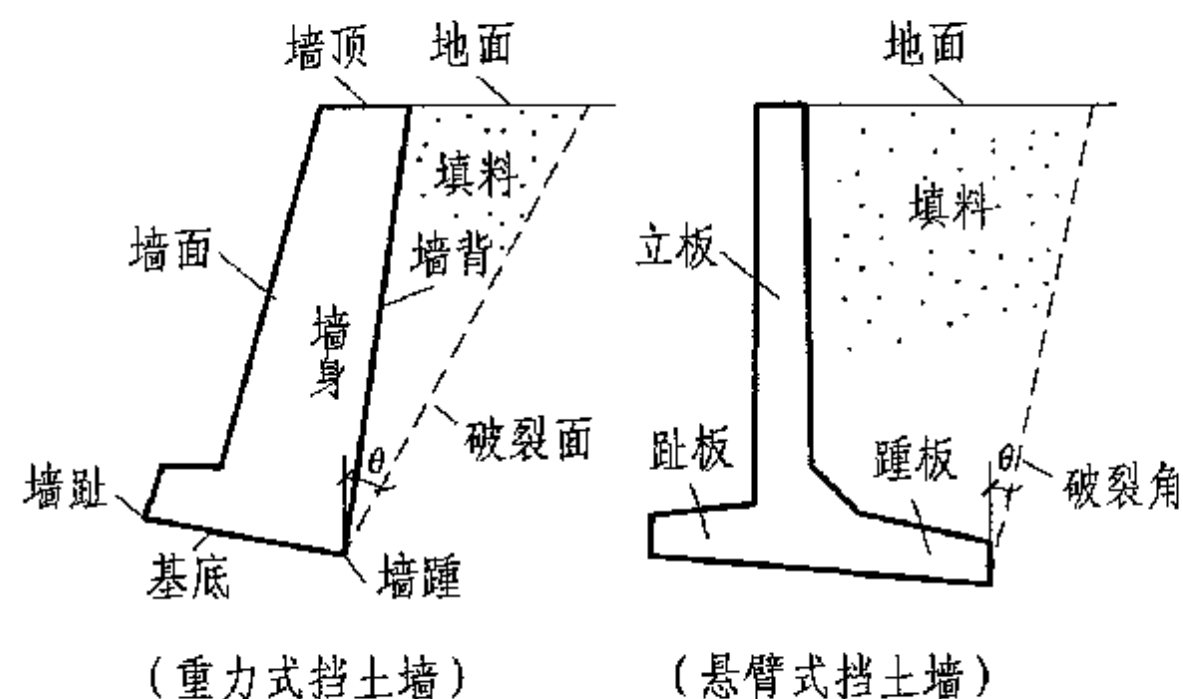 墙顶
地面
填料
墙面
墙背
墙身
破裂面
θ
墙趾
基底
墙踵
(重力式挡土墙)
地面
填料
立板
趾板
踵板
θ
破裂角
(悬臂式挡土墙)